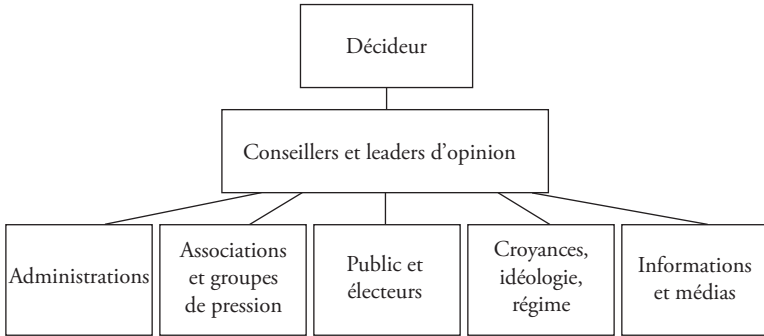 Décideur
Conseillers et leaders d'opinion
Administrations
Associations
et groupes
de pression
Public et
électeurs
Croyances,
idéologie,
régime
Informations
et médias